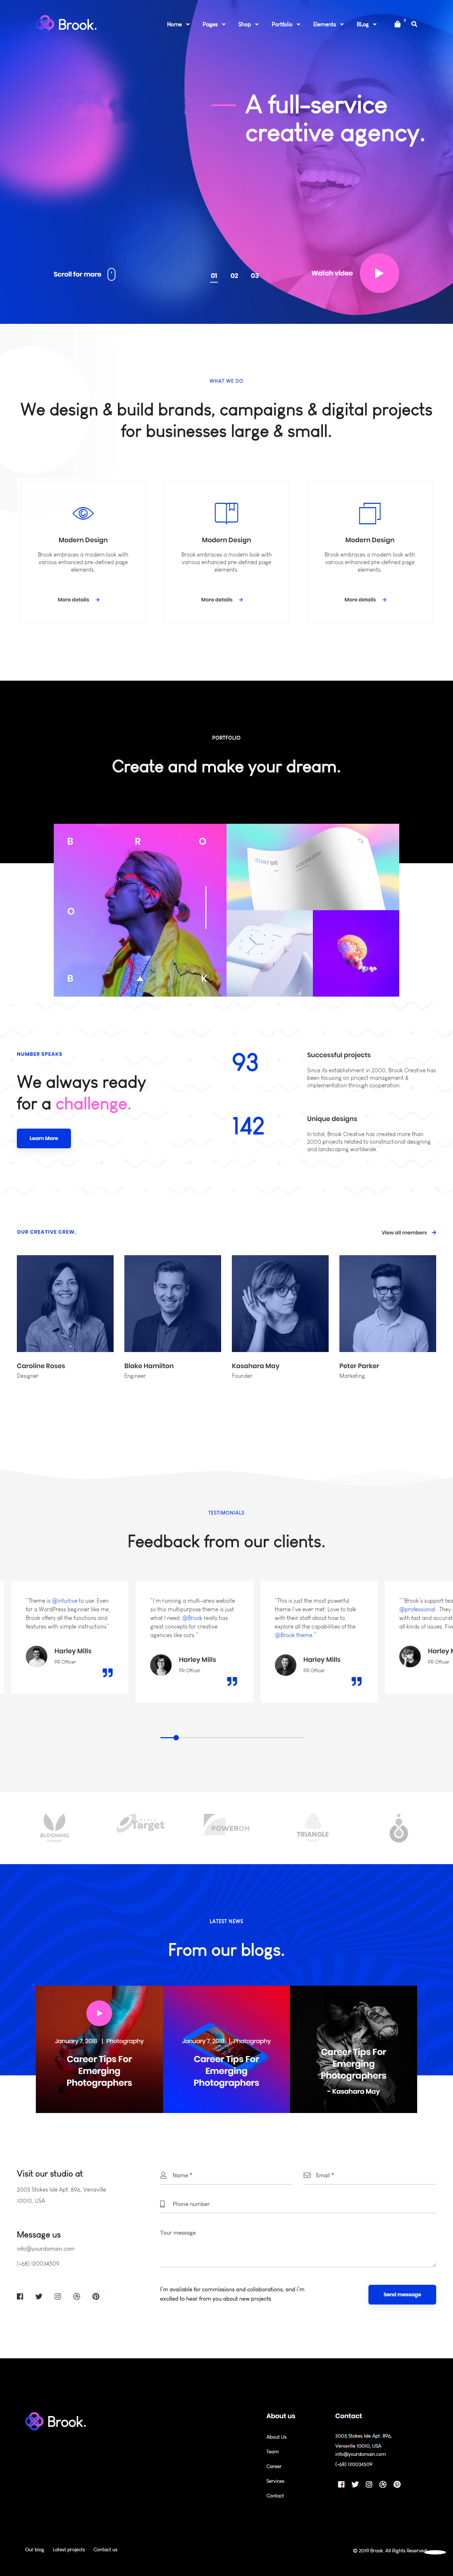 Brook.
Home Pages Shop Portfolio Elements BLog 0
A full-service
creative agency.
Scroll for more
01 02 03
Watch video
WHAT WE DO
We design & build brands, campaigns & digital projects
for businesses large & small.
Modern Design
Brook embraces a modern look with
various enhanced pre-defined page
elements.
More details
Modern Design
Brook embraces a modern look with
various enhanced pre-defined page
elements.
More details
Modern Design
Brook embraces a modern look with
various enhanced pre-defined page
elements.
More details
PORTFOLIO
Create and make your dream.
B R O
O
B K
NUMBER SPEAKS
We always ready
for a challenge.
Learn More
93
Successful projects
Since its establishment in 2000, Brook Creative has
been focusing on project management &
implementation through cooperation.
142
Unique designs
In total, Brook Creative has created more than
2000 projects related to constructional designing
and landscaping worldwide.
OUR CREATIVE CREW.
View all members
Caroline Roses
Designer
Blake Hamilton
Engineer
Kasahara May
Founder
Peter Parker
Marketing
TESTIMONIALS
Feedback from our clients.
"Theme is @intuitive to use. Even
for a WordPress beginner like me,
Brook offers all the functions and
features with simple instructions"
Harley Mills
PR Officer
"I'm running a multi-area website
so this multipurpose theme is just
what I need. @Brook really has
great concepts for creative
agencies like ours."
Harley Mills
PR Officer
"This is just the most powerful
theme I've ever met. Love to talk
with their staff about how to
explore all the capabilities of the
@Brook theme."
Harley Mills
PR Officer
""Brook's support tea
@professional. They
with fast and accurat
all kinds of issues. Five
Harley M
PR Officer
BLOOMING
Target
POWERON
TRIANGLE
LATEST NEWS
From our blogs.
January 7, 2018 | Photography
Career Tips For
Emerging
Photographers
January 7, 2018 | Photography
Career Tips For
Emerging
Photographers
Career Tips For
Emerging
Photographers
- Kasahara May
Visit our studio at
2005 Stokes Isle Apt. 896, Venaville
10010, USA
Message us
info@yourdomain.com
(+68) 120034509
Name *
Email *
Phone number
Your message
I'm available for commissions and collaborations, and i'm
excited to hear from you about new projects
Send message
Brook.
About us
About Us
Team
Career
Services
Contact
Contact
2005 Stokes Isle Apt. 896,
Venaville 10010, USA
info@yourdomain.com
(+68) 120034509
Our blog Latest projects Contact us
© 2019 Brook. All Rights Reserved.